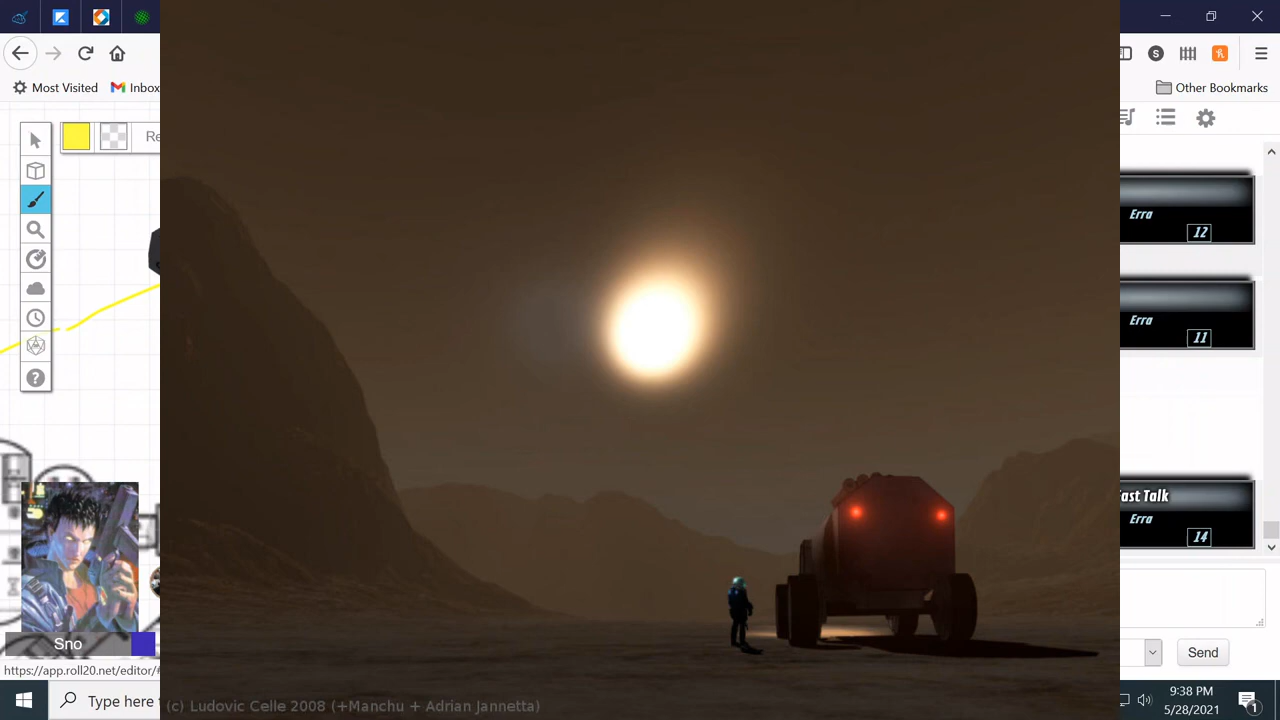 Most Visited
Inbox
Other Bookmarks
Re
Erra
12
Erra
11
Fast Talk
Erra
14
Sno
Send
https://app.roll20.net/editor/
Type here
9:38 PM
5/28/2021
1
(c) Ludovic Celle 2008 (+Manchu + Adrian Jannetta)